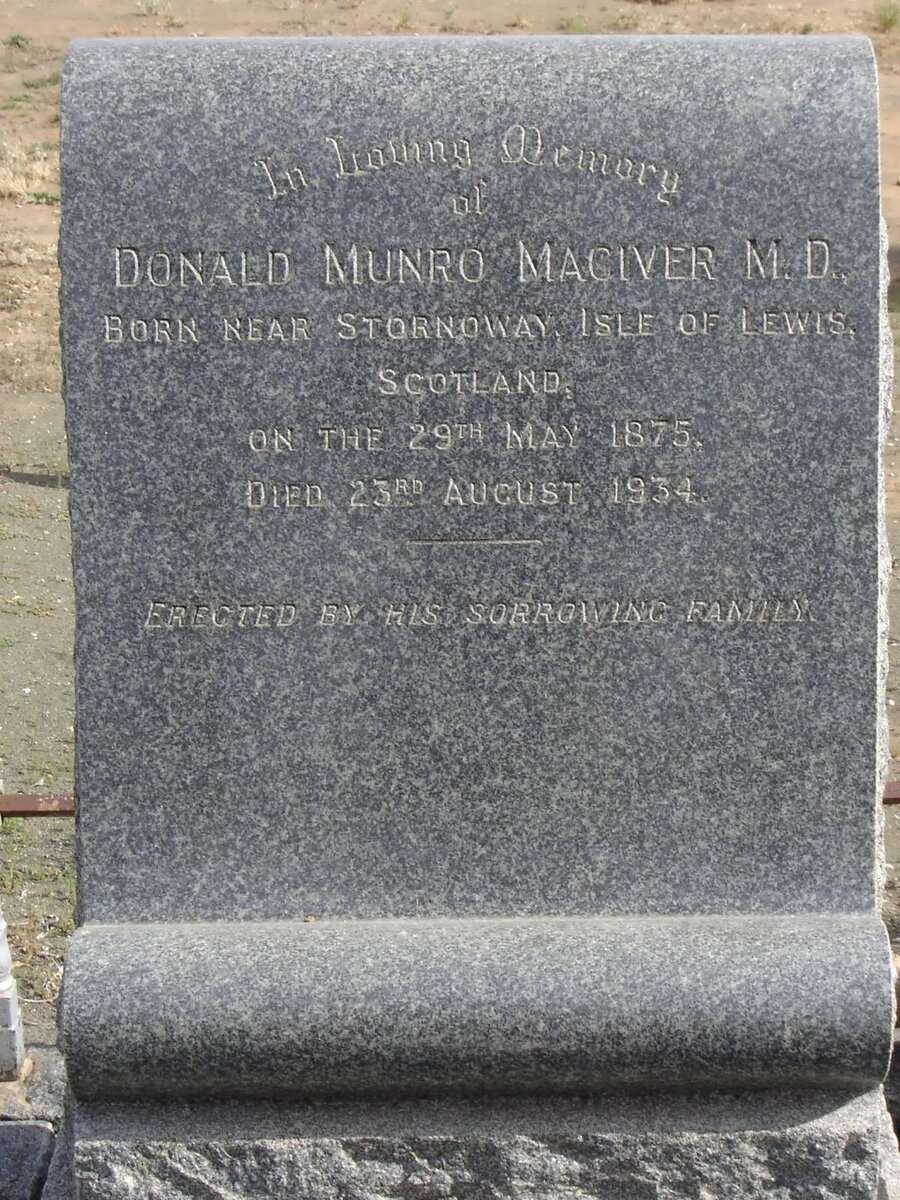 In Loving Memory
of
DONALD MUNRO MACIVER M.D.,
BORN NEAR STORNOWAY, ISLE OF LEWIS,
SCOTLAND,
ON THE 29TH MAY 1875.
DIED 23RD AUGUST 1934.
ERECTED BY HIS SORROWING FAMILY.